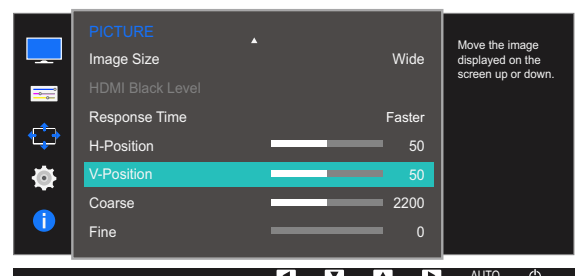 PICTURE
Image Size Wide
HDMI Black Level
Response Time Faster
H-Position 50
V-Position 50
Coarse 2200
Fine 0
Move the image
displayed on the
screen up or down.
AUTO